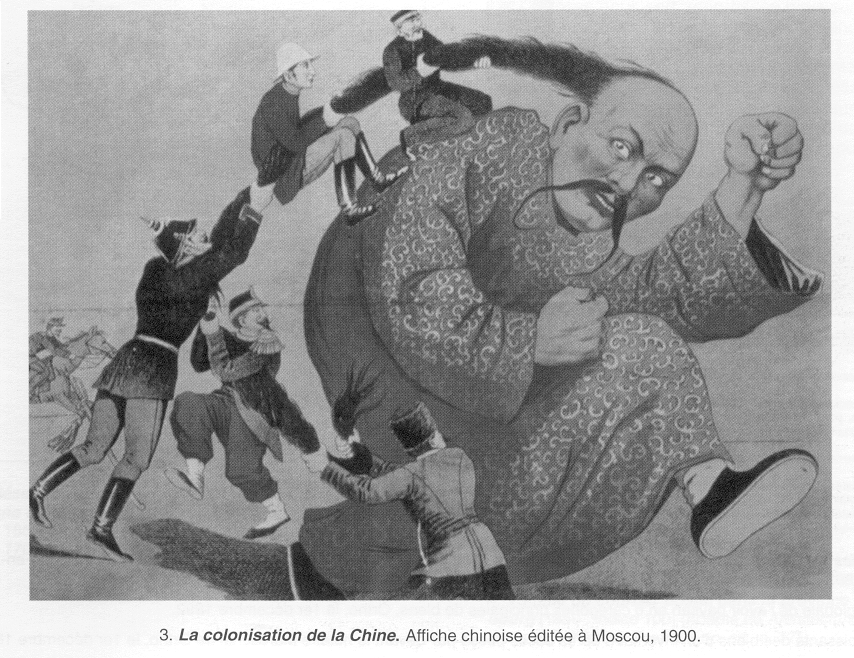 3. La colonisation de la Chine. Affiche chinoise éditée à Moscou, 1900.